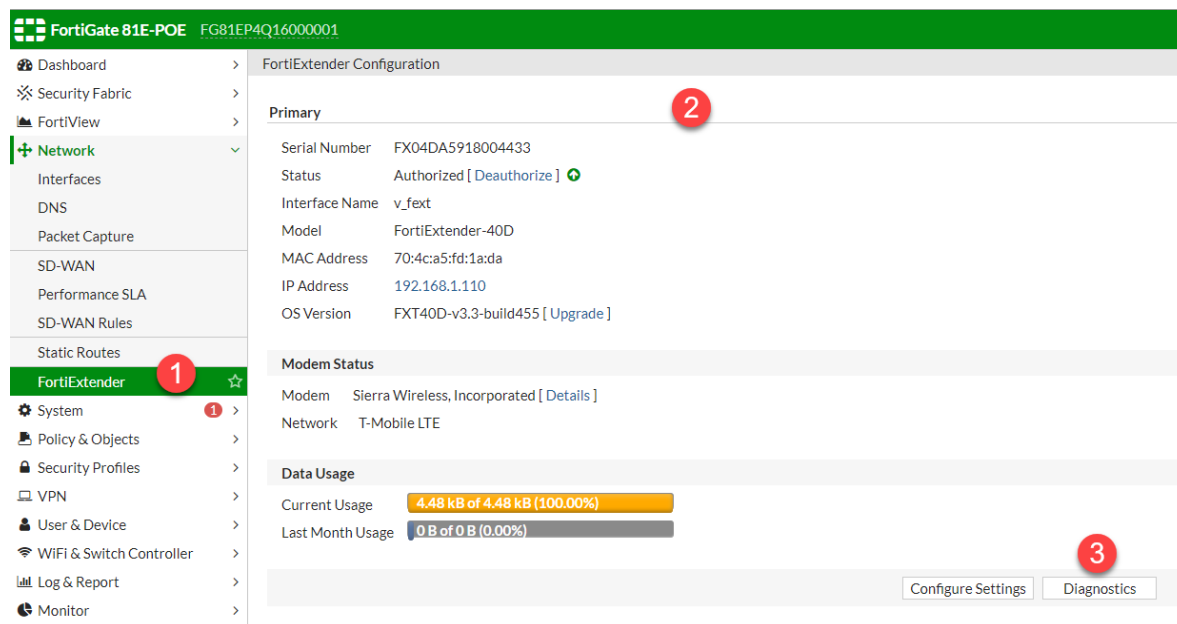 FortiGate 81E-POE FG81EP4Q16000001
Dashboard
Security Fabric
FortiView
Network
Interfaces
DNS
Packet Capture
SD-WAN
Performance SLA
SD-WAN Rules
Static Routes
FortiExtender
1
System
1
Policy & Objects
Security Profiles
VPN
User & Device
WiFi & Switch Controller
Log & Report
Monitor
FortiExtender Configuration
2
Primary
Serial Number FX04DA5918004433
Status Authorized [ Deauthorize ]
Interface Name v_fext
Model FortiExtender-40D
MAC Address 70:4c:a5:fd:1a:da
IP Address 192.168.1.110
OS Version FXT40D-v3.3-build455 [ Upgrade ]
Modem Status
Modem Sierra Wireless, Incorporated [ Details ]
Network T-Mobile LTE
Data Usage
Current Usage 4.48 kB of 4.48 kB (100.00%)
Last Month Usage 0 B of 0 B (0.00%)
3
Configure Settings Diagnostics